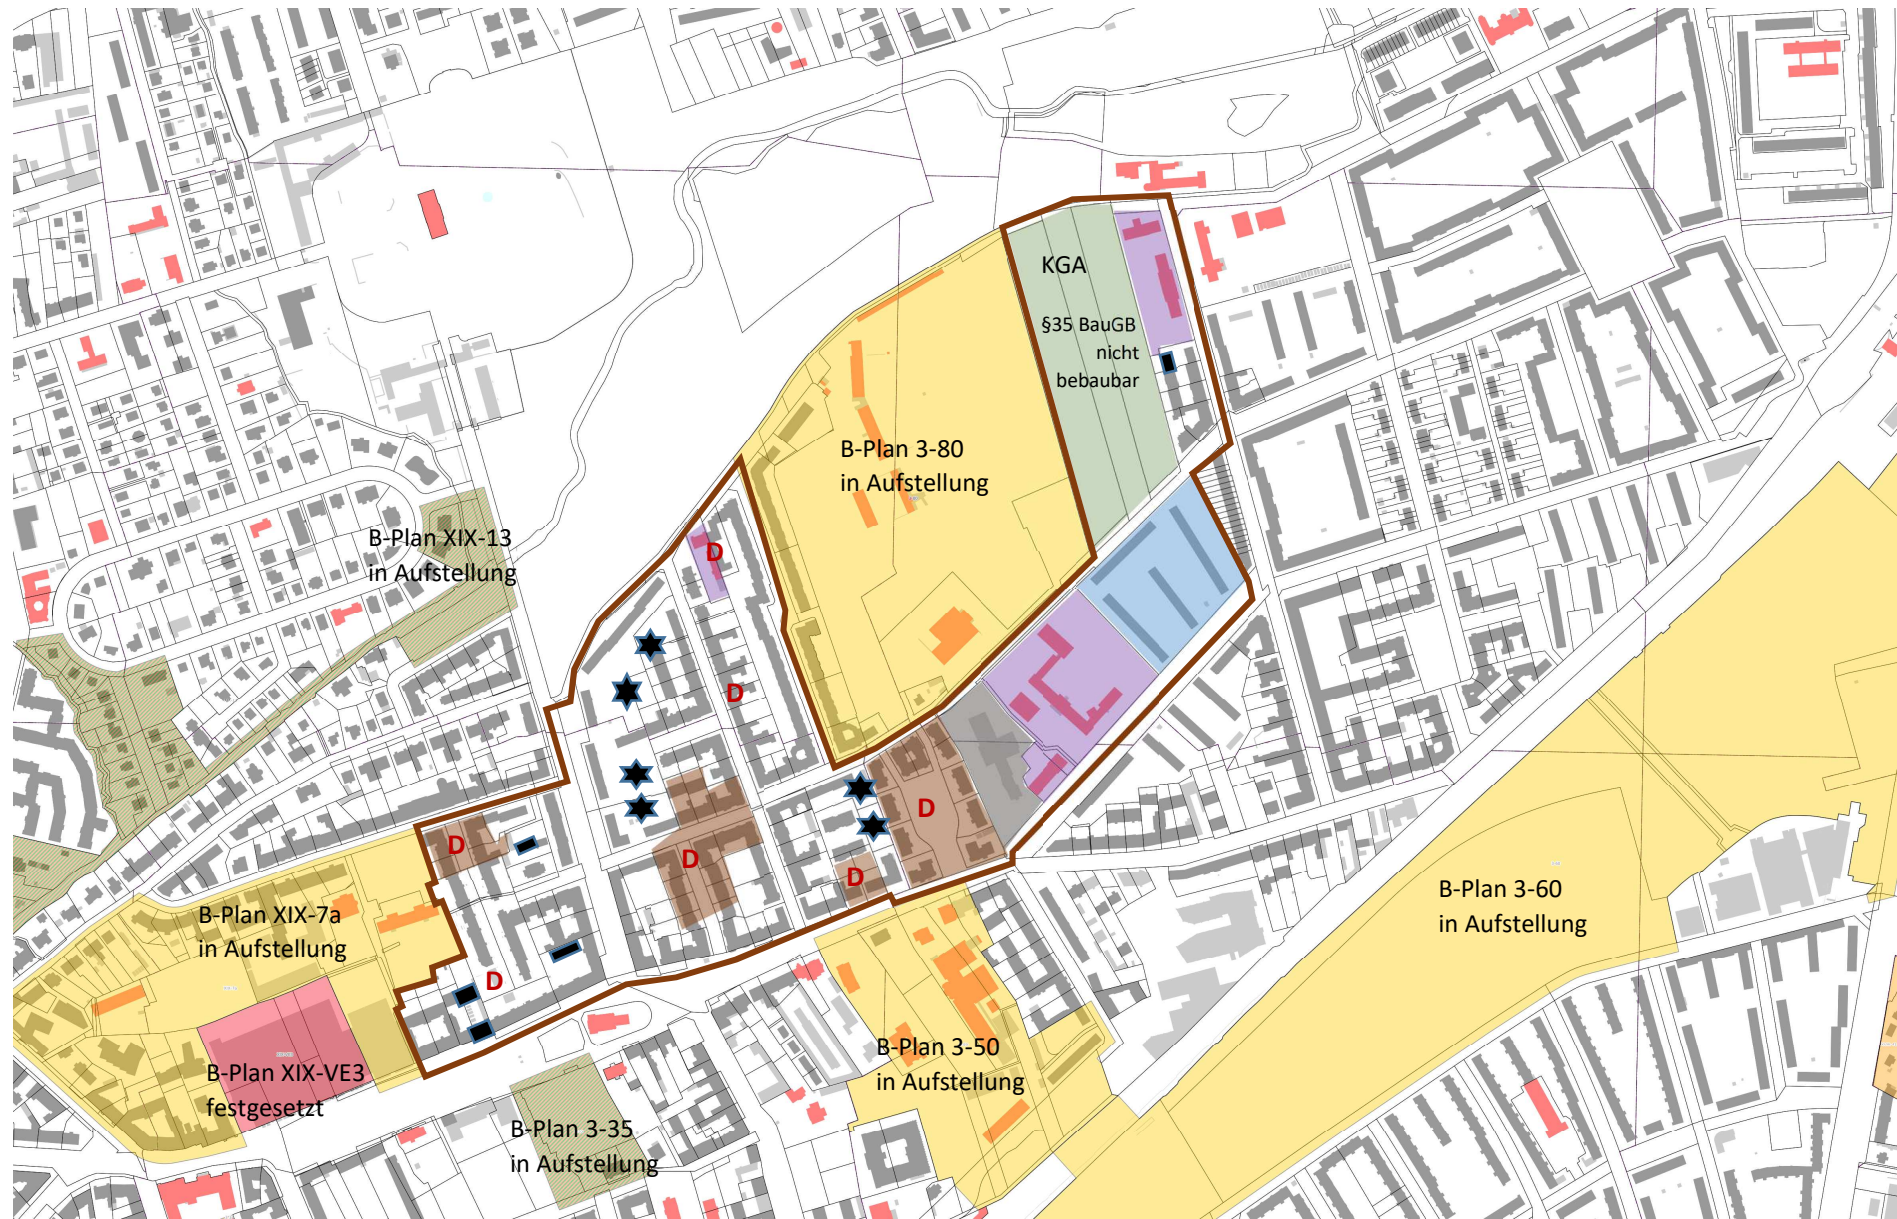 KGA
§35 BauGB
nicht
bebaubar
B-Plan 3-80
in Aufstellung
B-Plan XIX-13
in Aufstellung
D
D
D
D
D
D
D
B-Plan 3-60
in Aufstellung
B-Plan XIX-7a
in Aufstellung
B-Plan 3-50
in Aufstellung
B-Plan XIX-VE3
festgesetzt
B-Plan 3-35
in Aufstellung